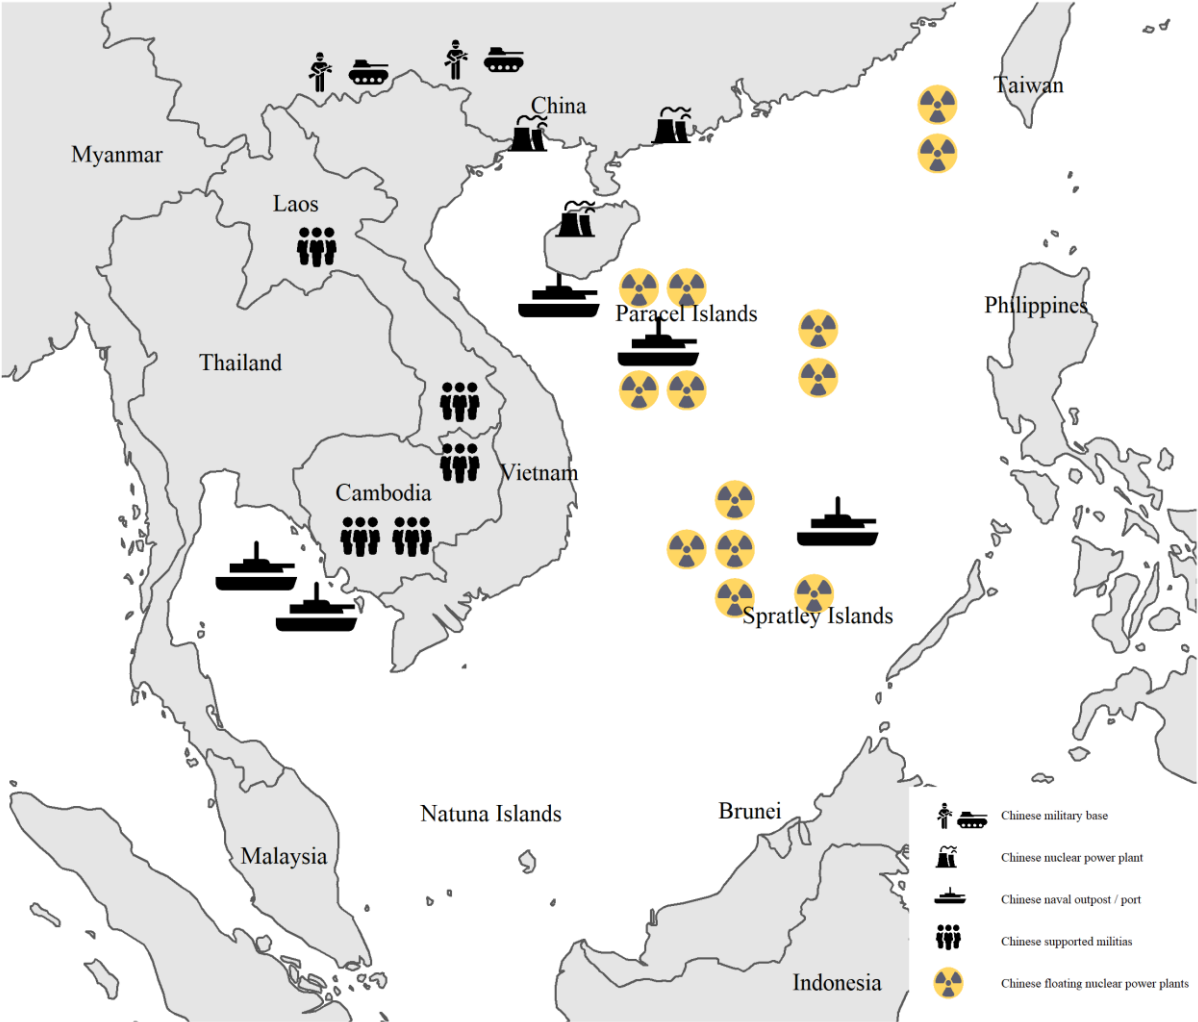 Taiwan
China
Myanmar
Laos
Philippines
Paracel Islands
Thailand
Vietnam
Cambodia
Spratley Islands
Natuna Islands
Brunei
Malaysia
Indonesia
Chinese military base
Chinese nuclear power plant
Chinese naval outpost / port
Chinese supported militias
Chinese floating nuclear power plants